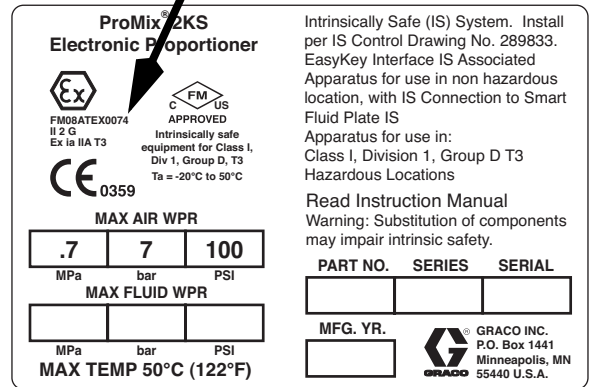 ProMix® 2KS
Electronic Proportioner
Ex
FM08ATEX0074
II 2 G
Ex ia IIA T3
CE 0359
C FM US
APPROVED
Intrinsically safe
equipment for Class I,
Div 1, Group D, T3
Ta = -20°C to 50°C
MAX AIR WPR
.7 7 100
MPa bar PSI
MAX FLUID WPR
MPa bar PSI
MAX TEMP 50°C (122°F)
Intrinsically Safe (IS) System. Install
per IS Control Drawing No. 289833.
EasyKey Interface IS Associated
Apparatus for use in non hazardous
location, with IS Connection to Smart
Fluid Plate IS
Apparatus for use in:
Class I, Division 1, Group D T3
Hazardous Locations
Read Instruction Manual
Warning: Substitution of components
may impair intrinsic safety.
PART NO. SERIES SERIAL
MFG. YR.
GRACO
®
GRACO INC.
P.O. Box 1441
Minneapolis, MN
55440 U.S.A.